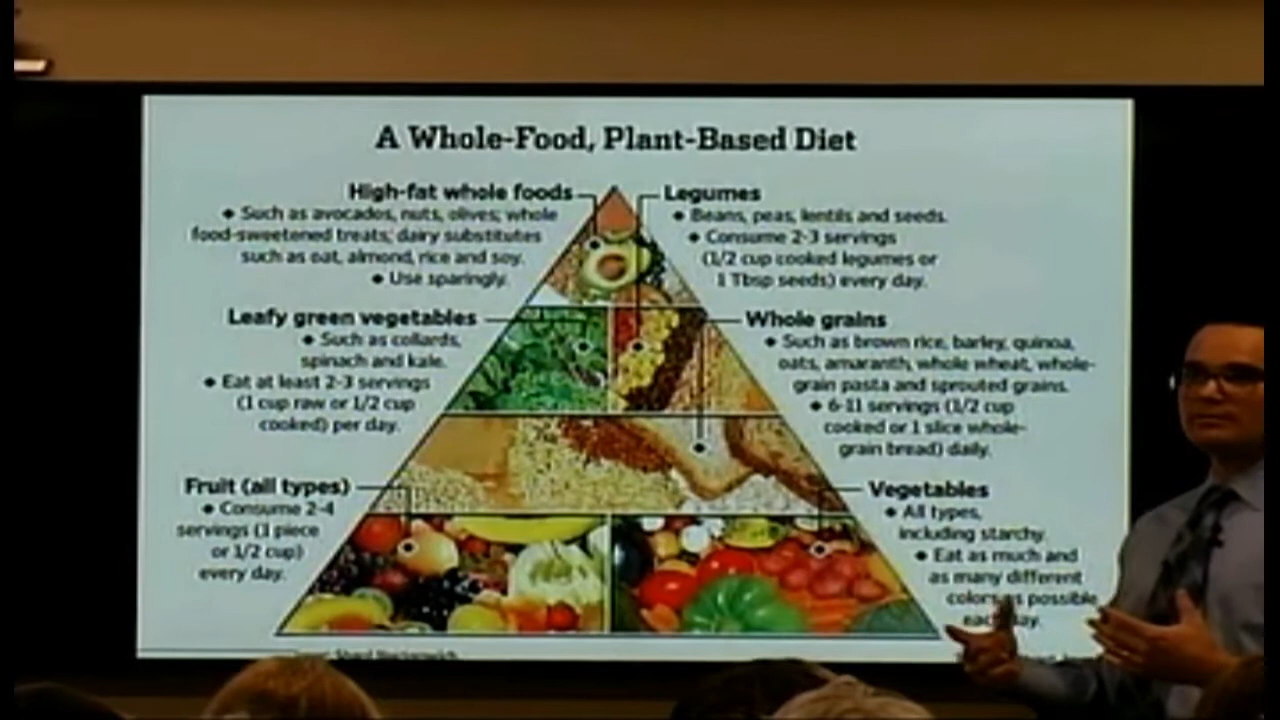 A Whole-Food, Plant-Based Diet
High-fat whole foods
◆ Such as avocados, nuts, olives; whole
food-sweetened treats; dairy substitutes
such as oat, almond, rice and soy.
◆ Use sparingly.
Legumes
◆ Beans, peas, lentils and seeds.
◆ Consume 2-3 servings
(1/2 cup cooked legumes or
1 Tbsp seeds) every day.
Leafy green vegetables
◆ Such as collards,
spinach and kale.
◆ Eat at least 2-3 servings
(1 cup raw or 1/2 cup
cooked) per day.
Whole grains
◆ Such as brown rice, barley, quinoa,
oats, amaranth, whole wheat, whole-
grain pasta and sprouted grains.
◆ 6-11 servings (1/2 cup
cooked or 1 slice whole-
grain bread) daily.
Fruit (all types)
◆ Consume 2-4
servings (1 piece
or 1/2 cup)
every day.
Vegetables
◆ All types,
including starchy.
◆ Eat as much and
as many different
colors as possible
each day.